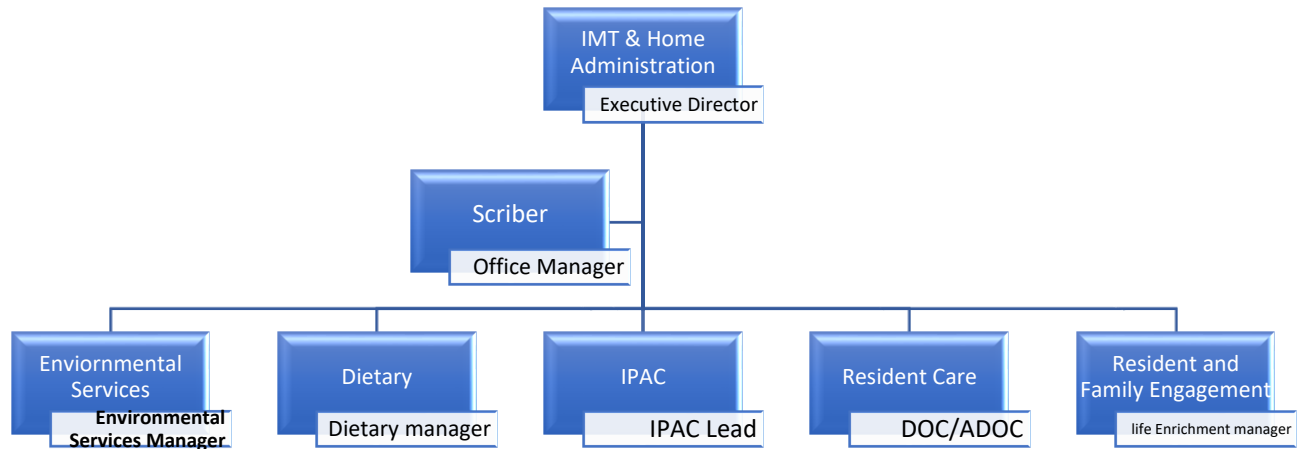 IMT & Home
Administration
Executive Director
Scriber
Office Manager
Enviornmental
Services
Environmental
Services Manager
Dietary
Dietary manager
IPAC
IPAC Lead
Resident Care
DOC/ADOC
Resident and
Family Engagement
life Enrichment manager